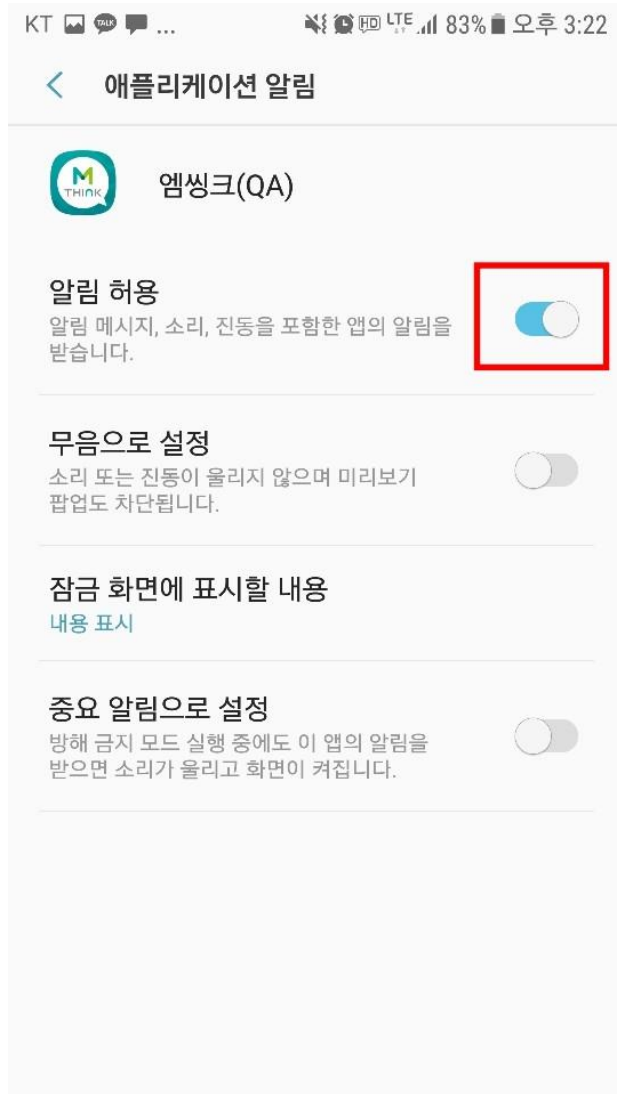 KT TALK ... HD LTE 83% 오후 3:22
애플리케이션 알림
M
THINK
엠씽크(QA)
알림 허용
알림 메시지, 소리, 진동을 포함한 앱의 알림을
받습니다.
무음으로 설정
소리 또는 진동이 울리지 않으며 미리보기
팝업도 차단됩니다.
잠금 화면에 표시할 내용
내용 표시
중요 알림으로 설정
방해 금지 모드 실행 중에도 이 앱의 알림을
받으면 소리가 울리고 화면이 켜집니다.